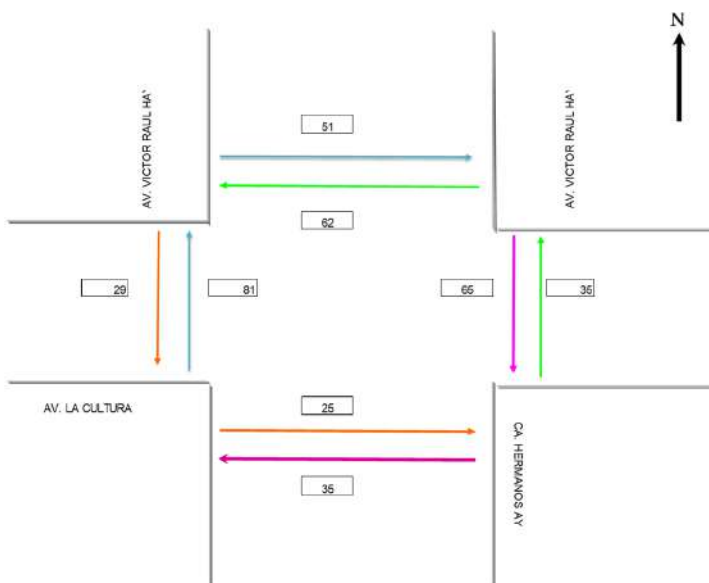 N
AV. VICTOR RAUL HA`
AV. VICTOR RAUL HA`
51
62
29
81
65
35
AV. LA CULTURA
25
35
CA. HERMANOS AY